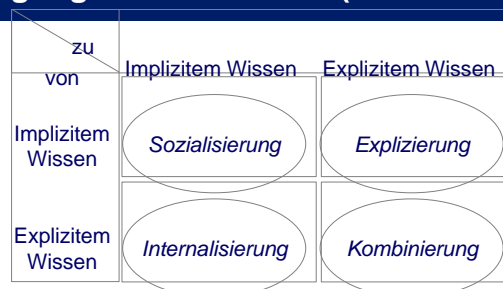 zu
von
Implizitem Wissen Explizitem Wissen
Implizitem
Wissen
Sozialisierung Explizierung
Explizitem
Wissen
Internalisierung Kombinierung